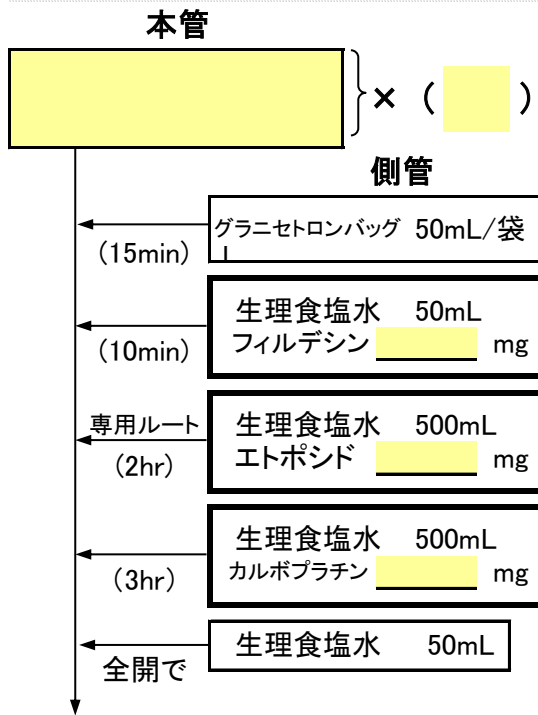 本管
× ( )
側管
グラニセトロンバッグ 50mL/袋
(15min)
生理食塩水 50mL
フィルデシン mg
(10min)
専用ルート
生理食塩水 500mL
エトポシド mg
(2hr)
生理食塩水 500mL
カルボプラチン mg
(3hr)
生理食塩水 50mL
全開で